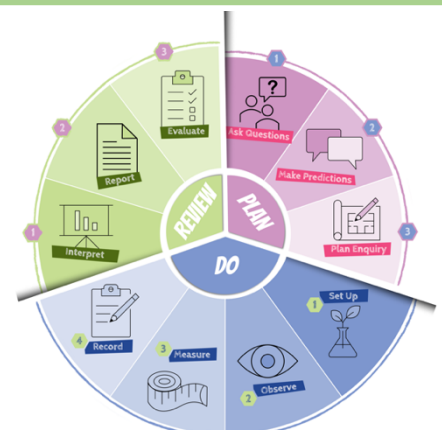 PLAN
1
Ask Questions
?
2
Make Predictions
3
Plan Enquiry
DO
1
Set Up
2
Observe
3
Measure
4
Record
REVIEW
1
Interpret
2
Report
3
Evaluate